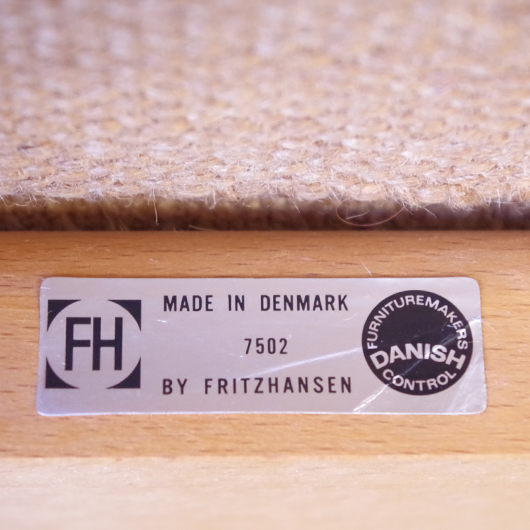 FH
MADE IN DENMARK
7502
BY FRITZHANSEN
FURNITUREMAKERS
DANISH
CONTROL